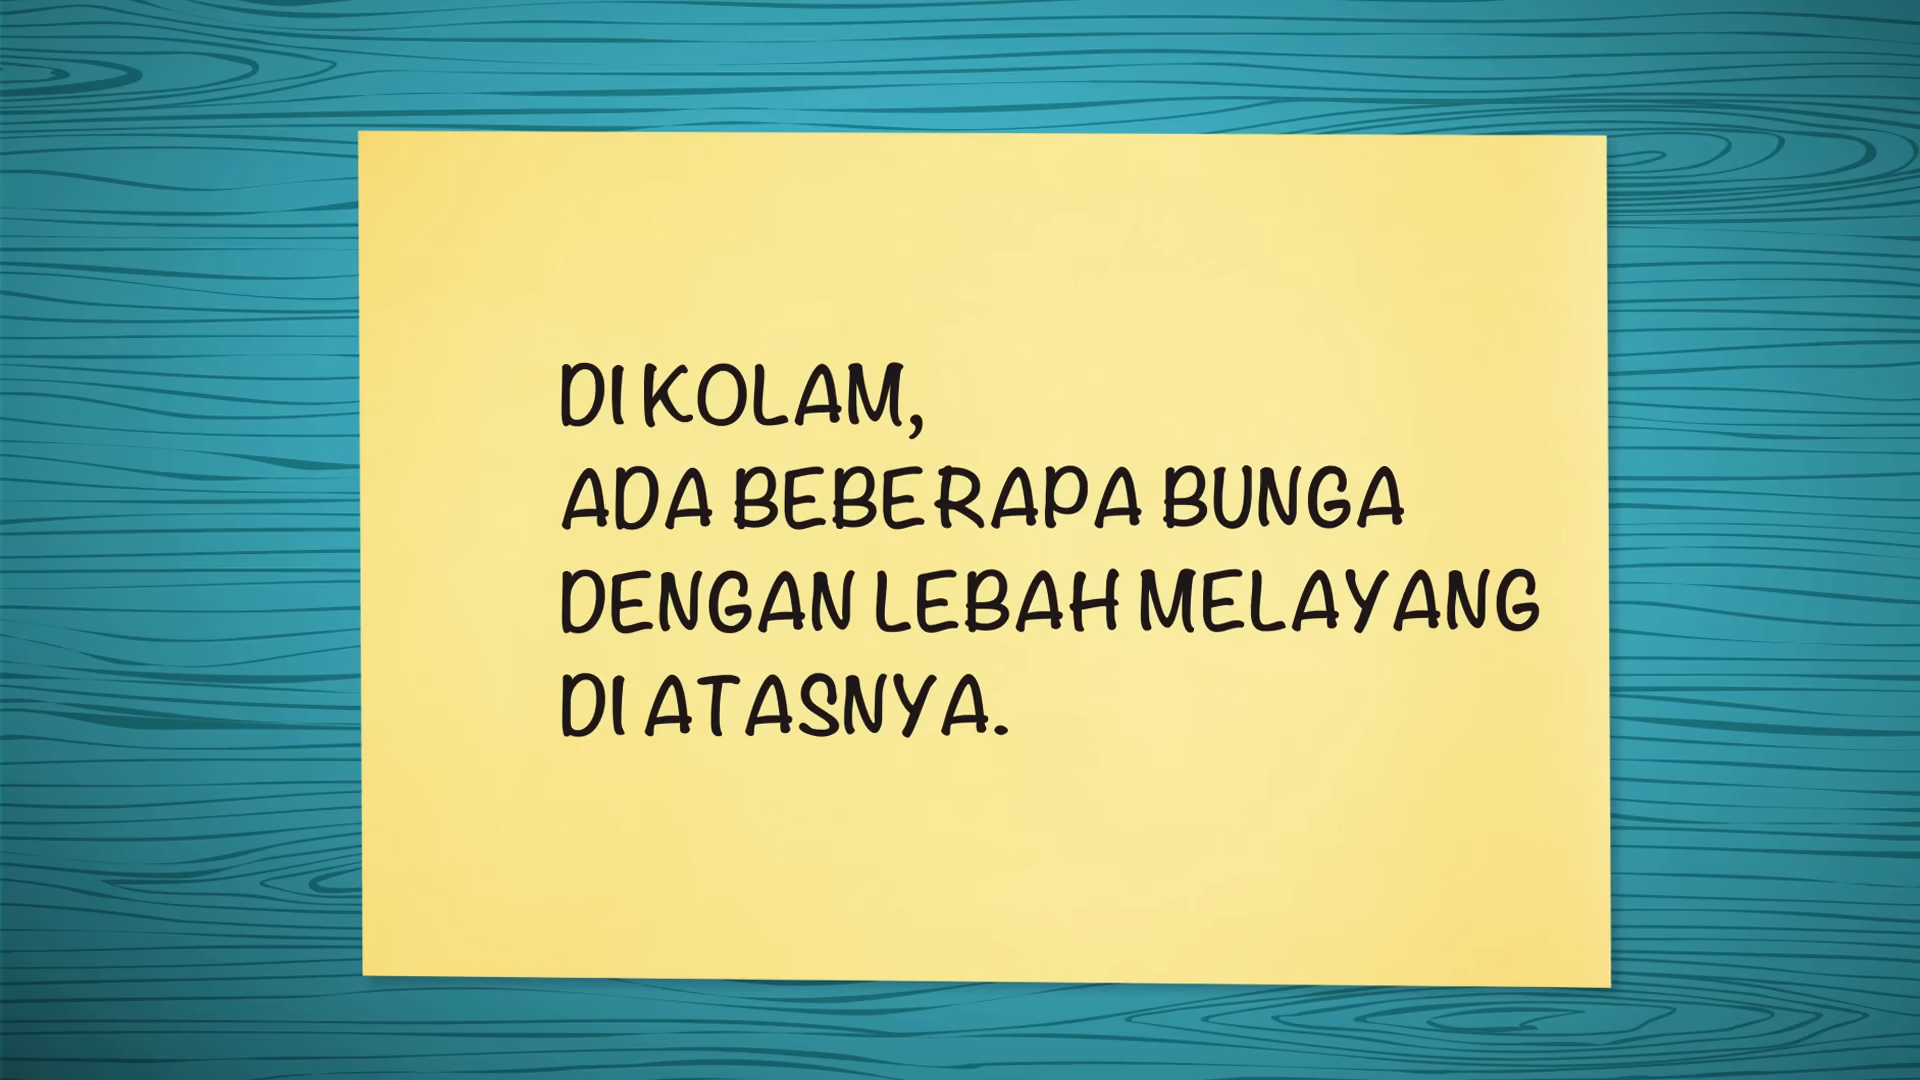 DI KOLAM,
ADA BEBERAPA BUNGA
DENGAN LEBAH MELAYANG
DI ATASNYA.